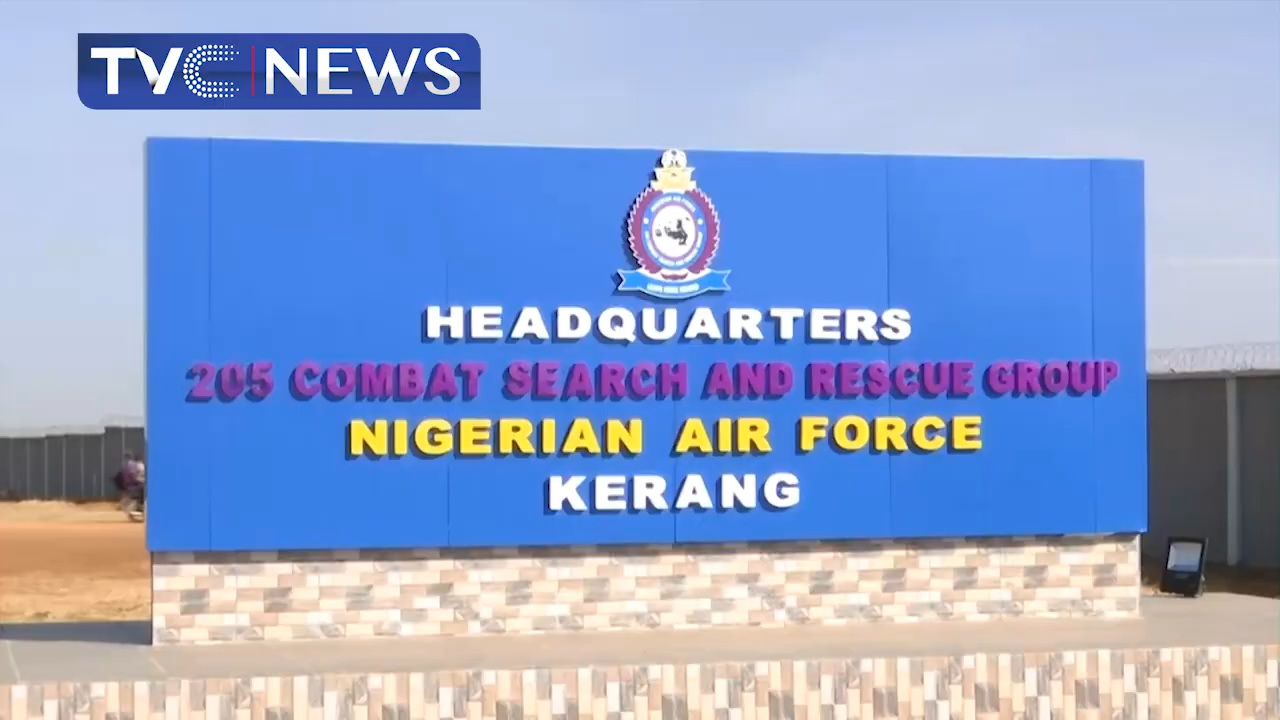 TVC NEWS
HEADQUARTERS
205 COMBAT SEARCH AND RESCUE GROUP
NIGERIAN AIR FORCE
KERANG